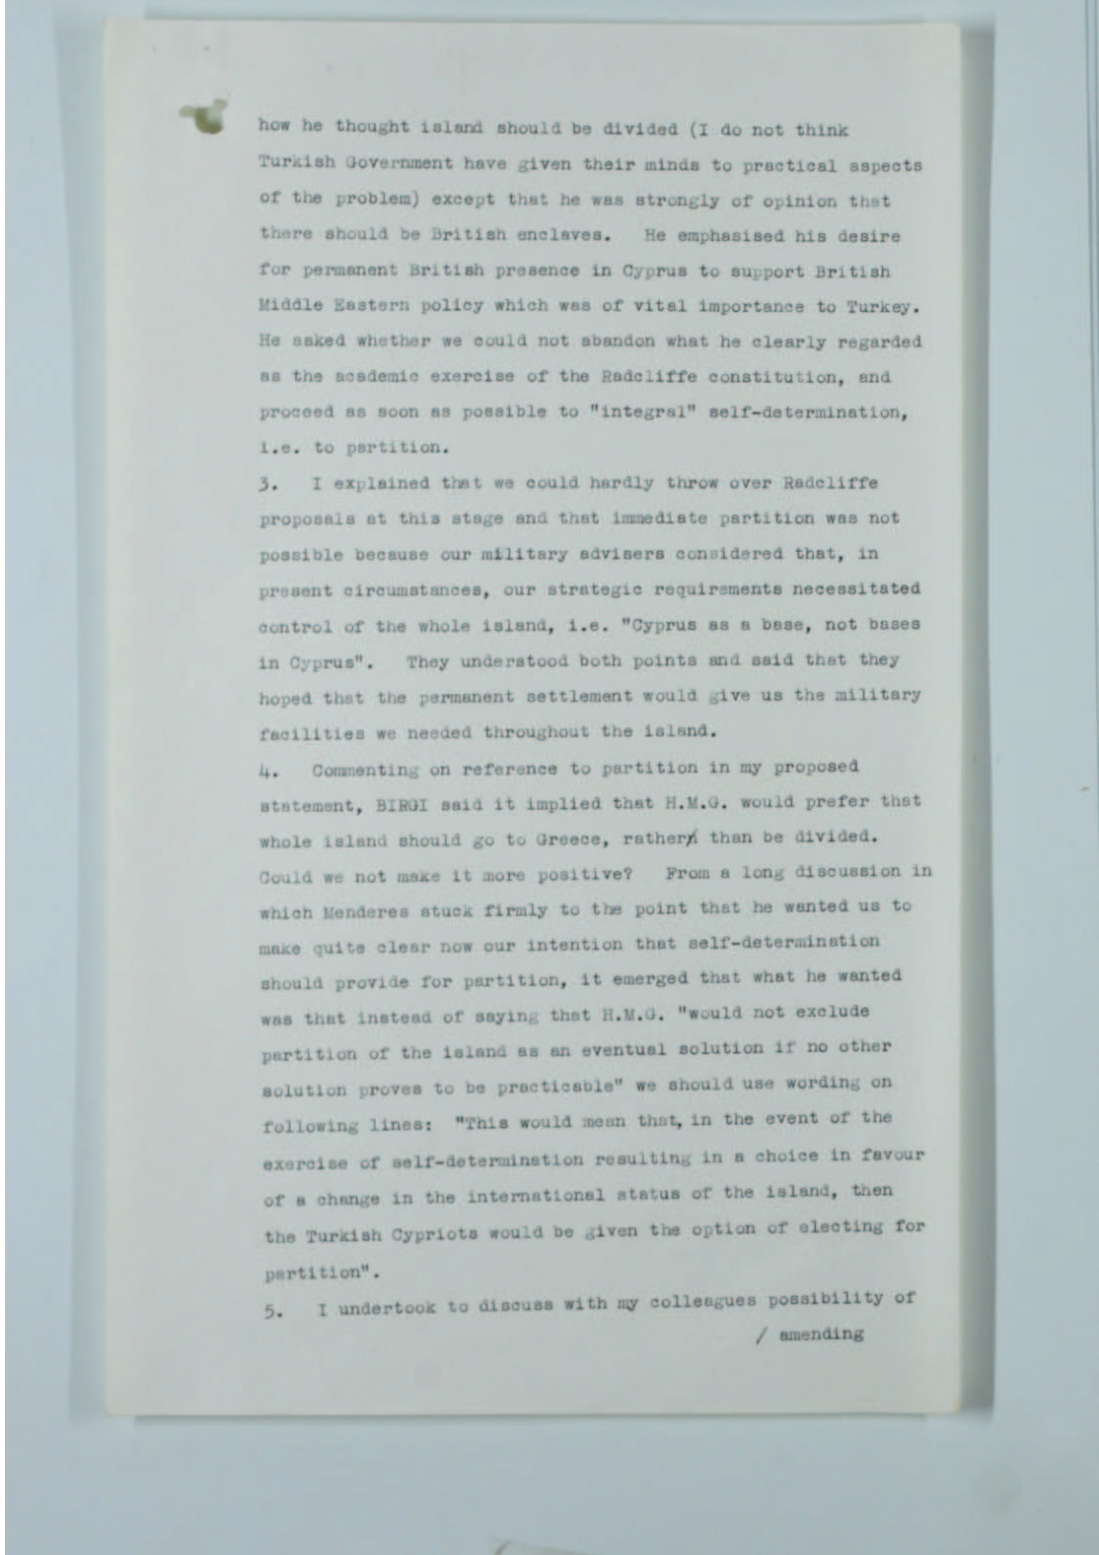 how he thought island should be divided (I do not think
Turkish Government have given their minds to practical aspects
of the problem) except that he was strongly of opinion that
there should be British enclaves. He emphasised his desire
for permanent British presence in Cyprus to support British
Middle Eastern policy which was of vital importance to Turkey.
He asked whether we could not abandon what he clearly regarded
as the academic exercise of the Radcliffe constitution, and
proceed as soon as possible to "integral" self-determination,
i.e. to partition.
3. I explained that we could hardly throw over Radcliffe
proposals at this stage and that immediate partition was not
possible because our military advisers considered that, in
present circumstances, our strategic requirements necessitated
control of the whole island, i.e. "Cyprus as a base, not bases
in Cyprus". They understood both points and said that they
hoped that the permanent settlement would give us the military
facilities we needed throughout the island.
4. Commenting on reference to partition in my proposed
statement, BIRGI said it implied that H.M.G. would prefer that
whole island should go to Greece, rather than be divided.
Could we not make it more positive? From a long discussion in
which Menderes stuck firmly to the point that he wanted us to
make quite clear now our intention that self-determination
should provide for partition, it emerged that what he wanted
was that instead of saying that H.M.G. "would not exclude
partition of the island as an eventual solution if no other
solution proves to be practicable" we should use wording on
following lines: "This would mean that, in the event of the
exercise of self-determination resulting in a choice in favour
of a change in the international status of the island, then
the Turkish Cypriots would be given the option of electing for
partition".
5. I undertook to discuss with my colleagues possibility of
/ amending